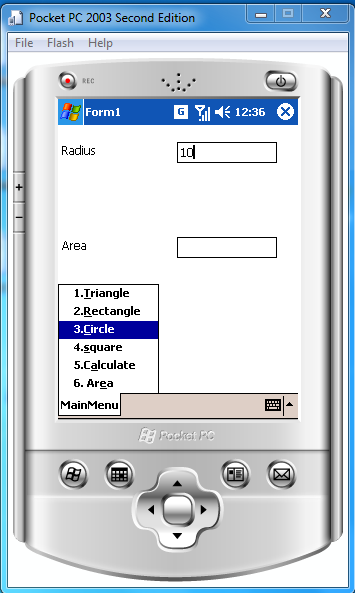 Pocket PC 2003 Second Edition
File Flash Help
REC
Form1 G 12:36
Radius 10
Area
1.Triangle
2.Rectangle
3.Circle
4.square
5.Calculate
6. Area
MainMenu
Pocket PC